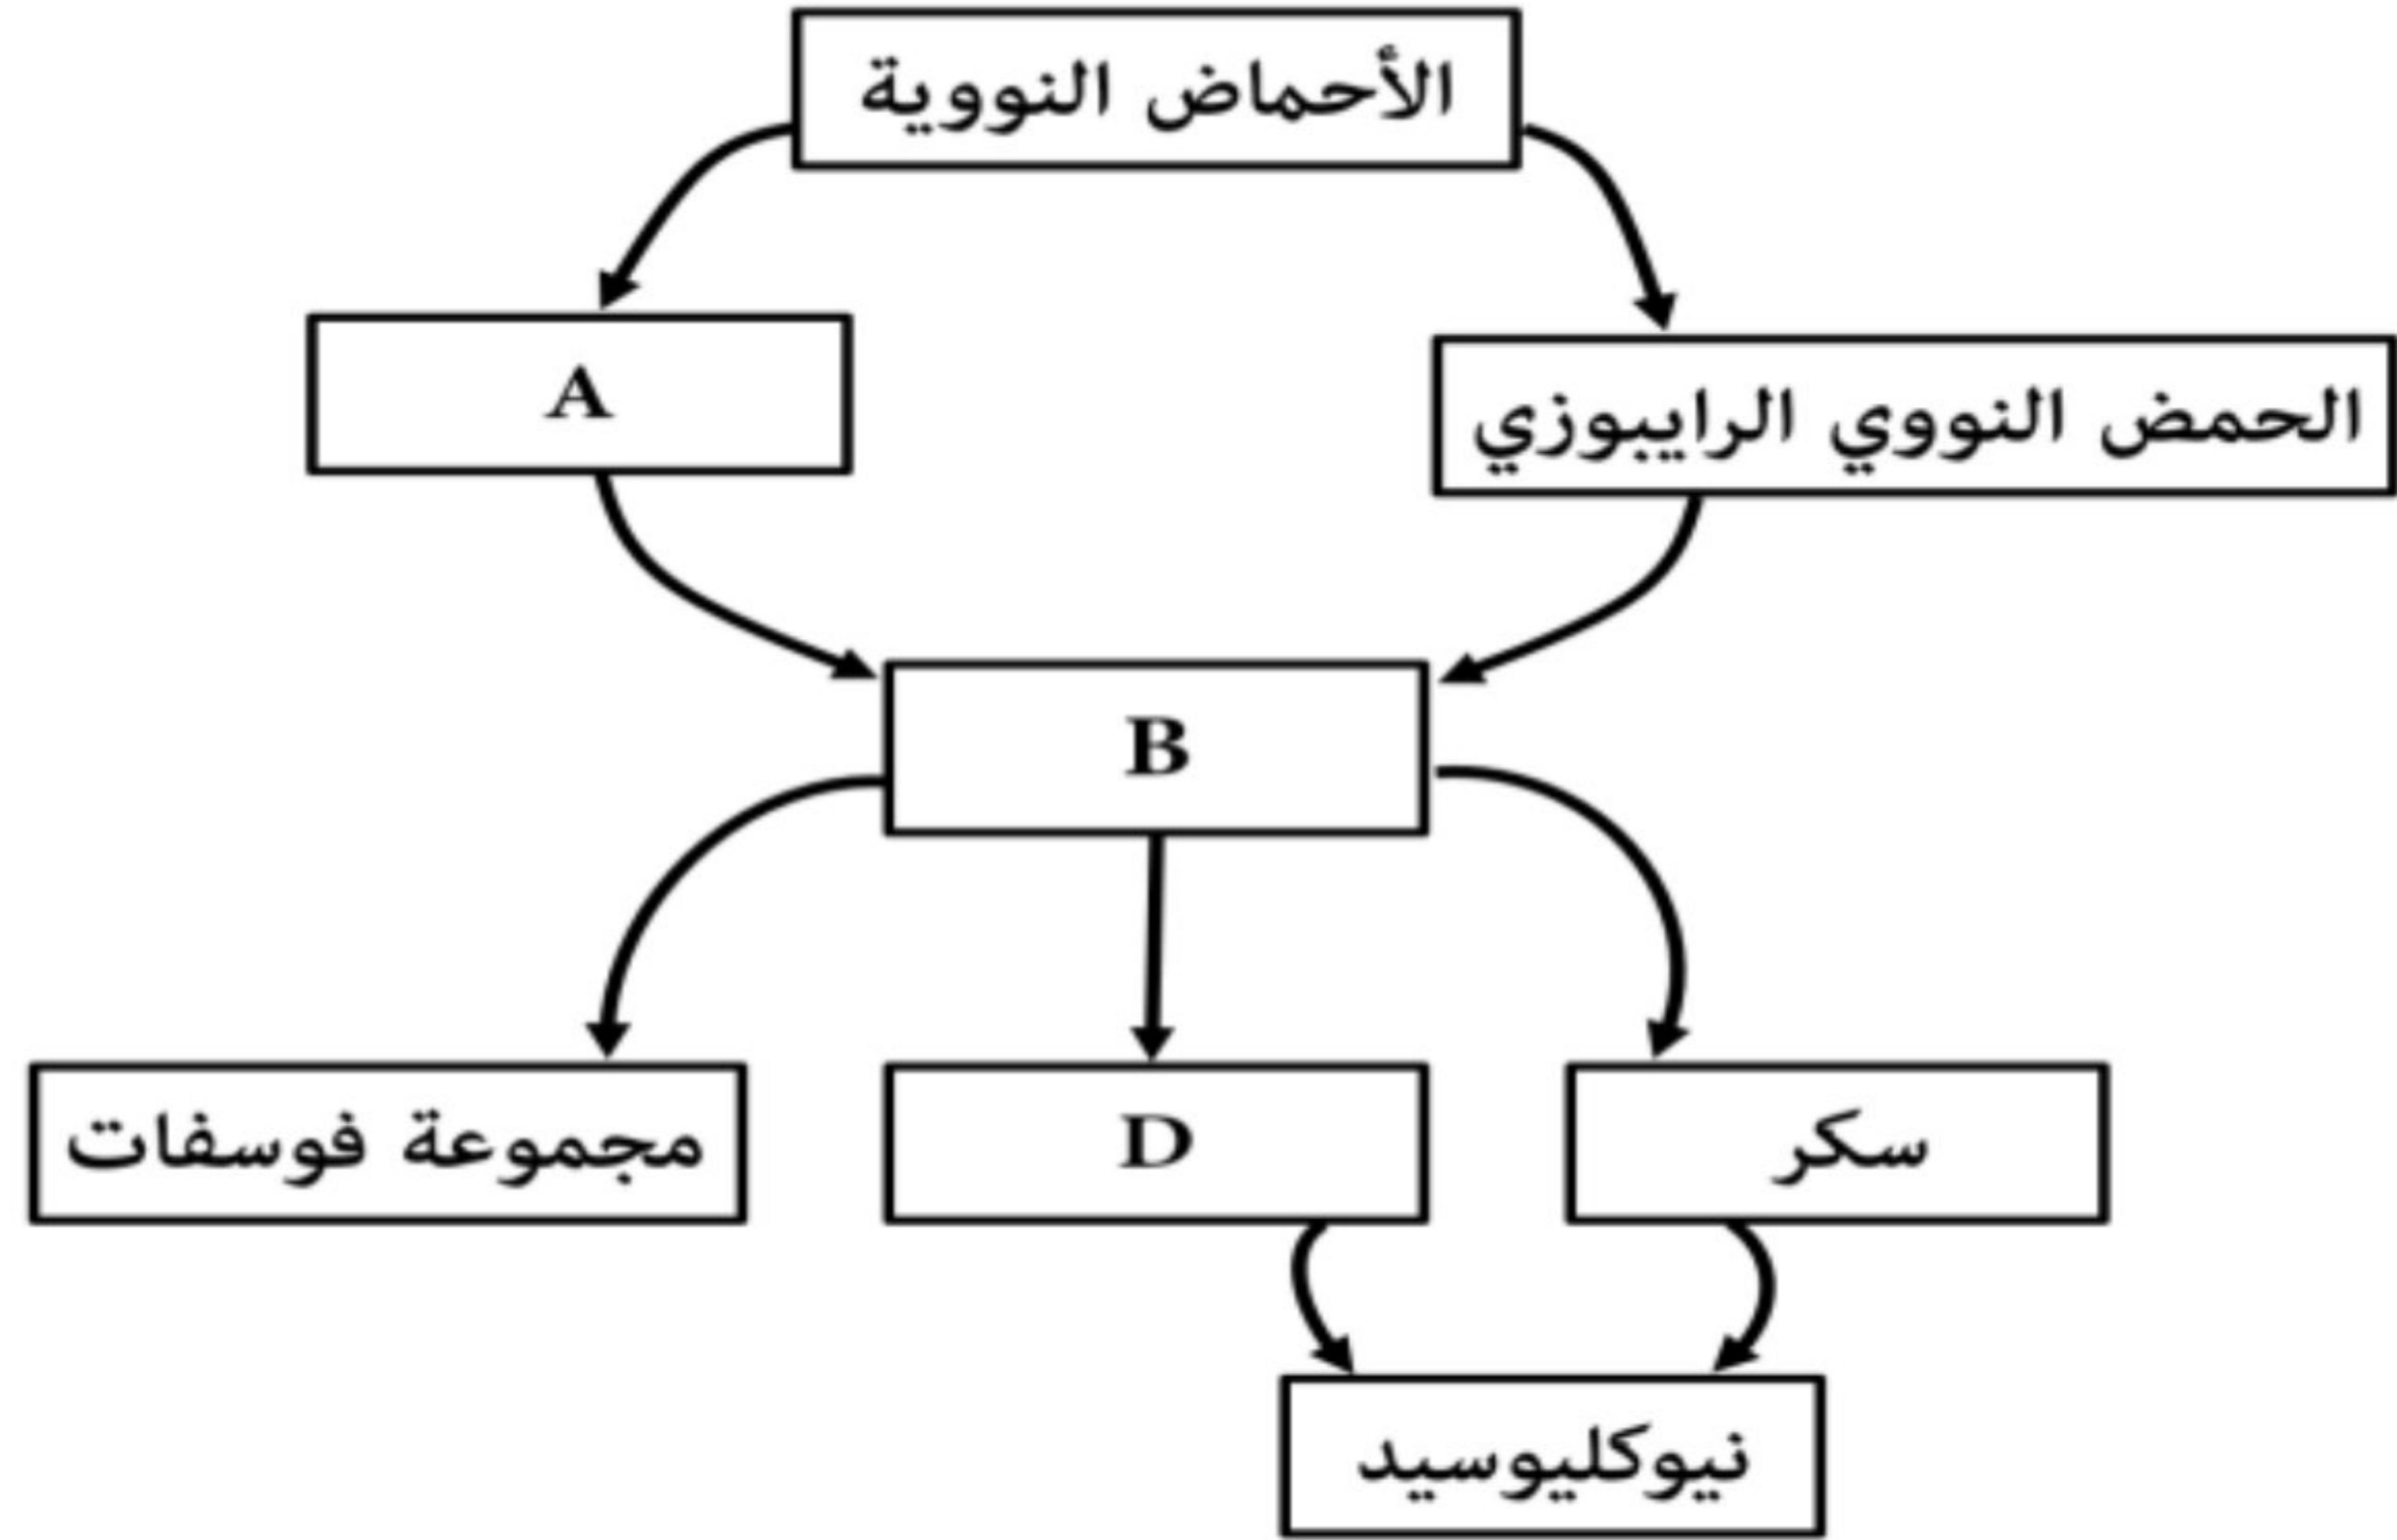 الأحماض النووية
الحمض النووي الرايبوزي
A
B
سكر
D
مجموعة فوسفات
نيوكليوسيد